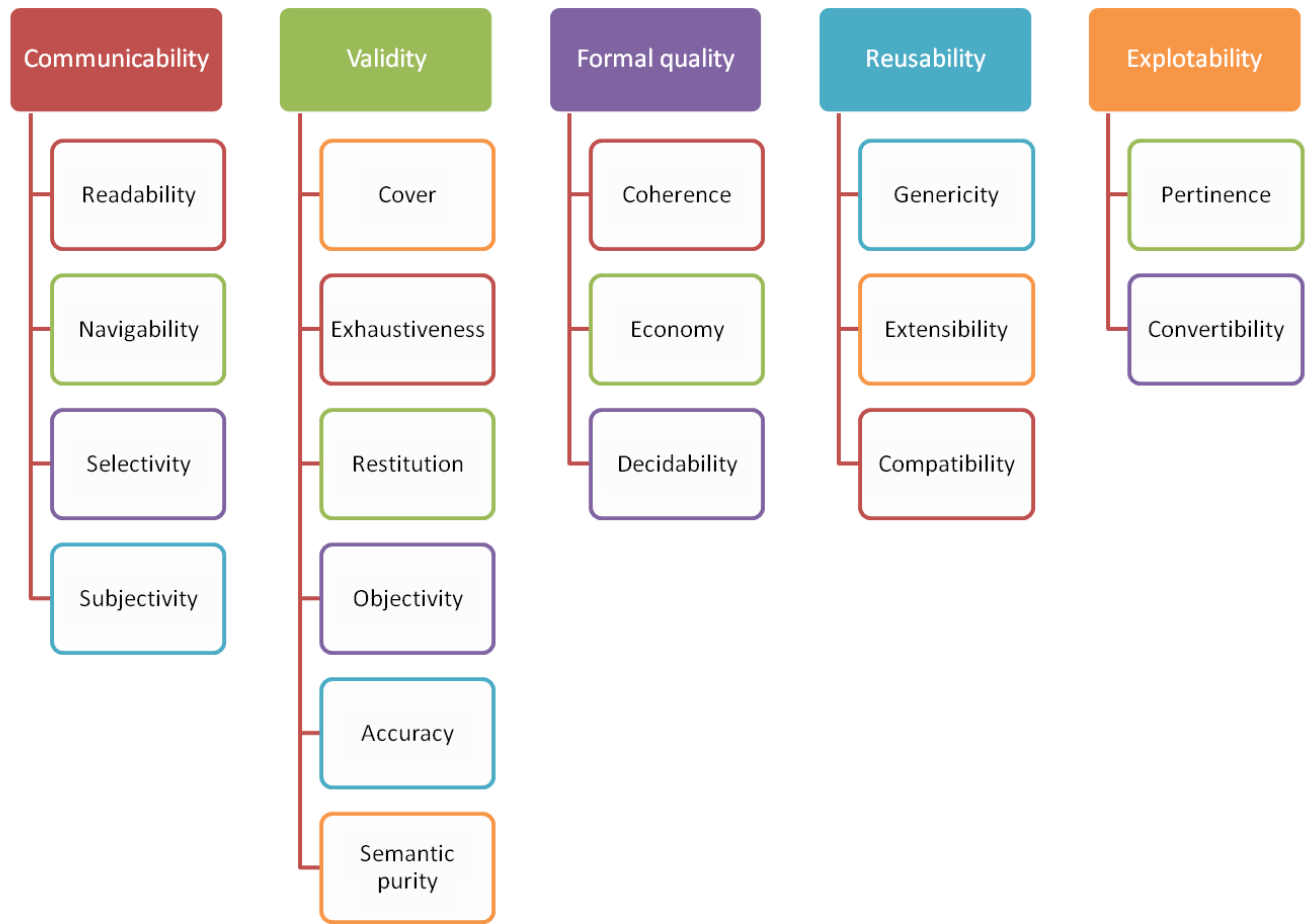 Communicability
Validity
Formal quality
Reusability
Explotability
Readability
Cover
Coherence
Genericity
Pertinence
Navigability
Exhaustiveness
Economy
Extensibility
Convertibility
Selectivity
Restitution
Decidability
Compatibility
Subjectivity
Objectivity
Accuracy
Semantic
purity